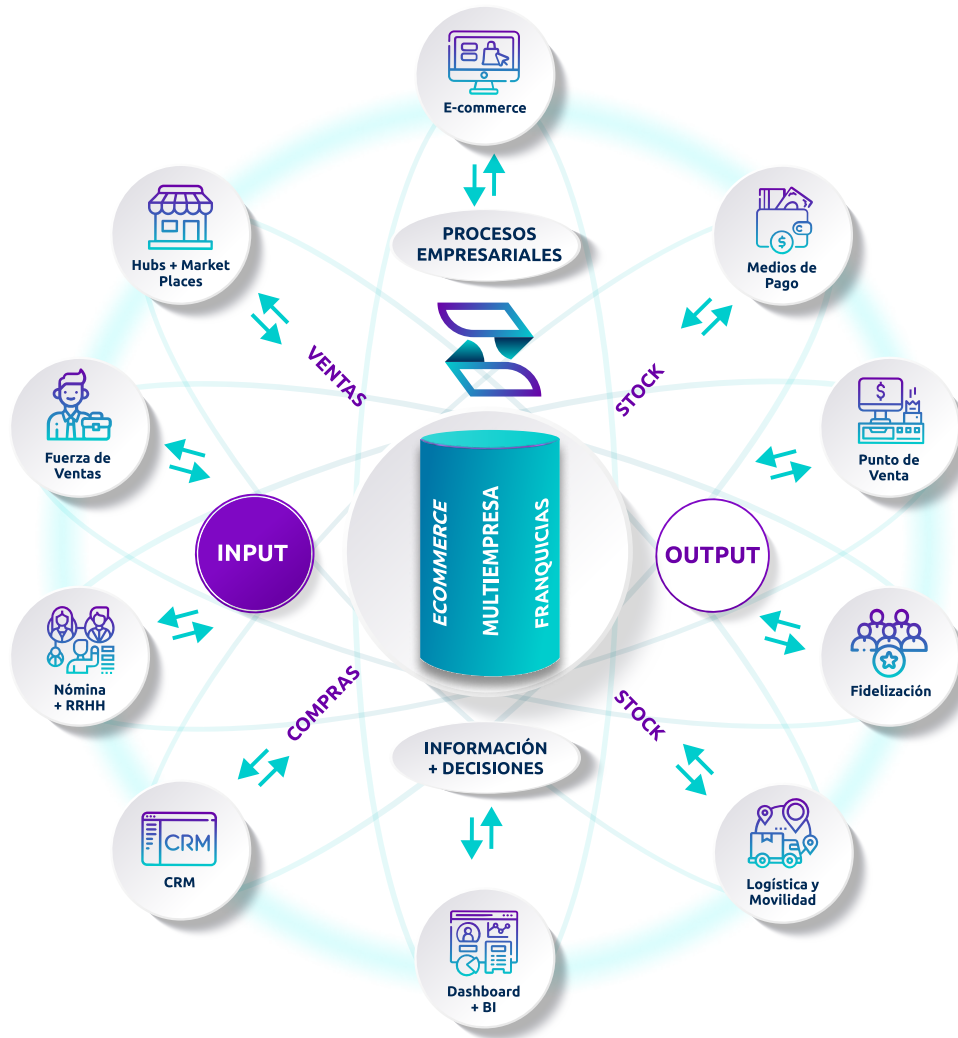 E-commerce
PROCESOS
EMPRESARIALES
Hubs + Market
Places
$
Medios de
Pago
VENTAS
STOCK
Fuerza de
Ventas
$
Punto de
Venta
INPUT
ECOMMERCE
MULTIEMPRESA
FRANQUICIAS
OUTPUT
Nómina
+ RRHH
Fidelización
COMPRAS
STOCK
INFORMACIÓN
+ DECISIONES
CRM
CRM
Logística y
Movilidad
Dashboard
+ BI